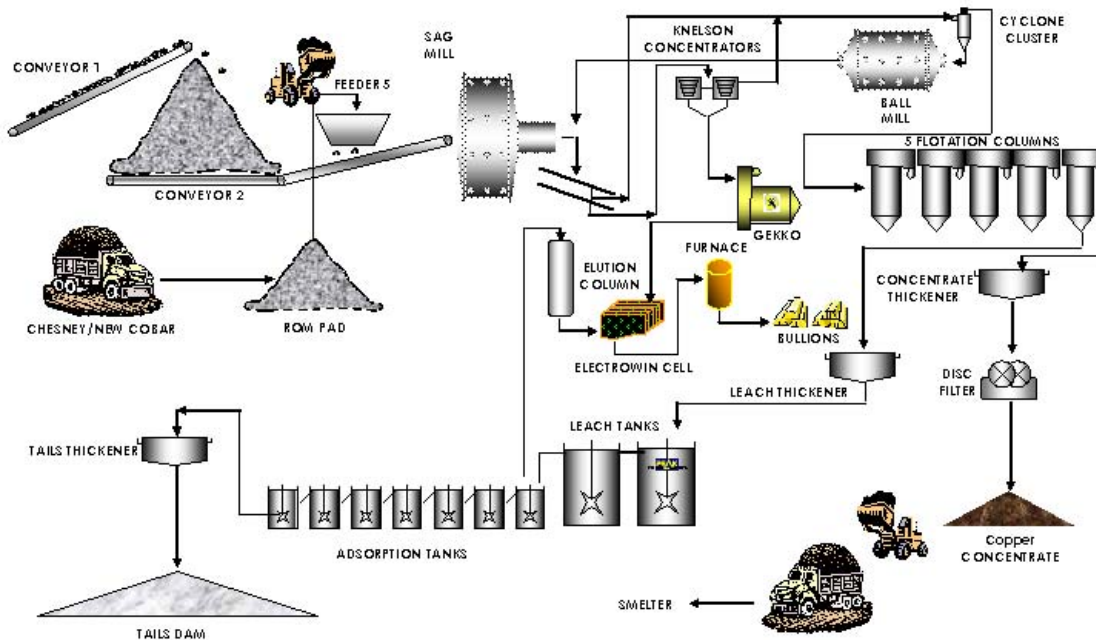 SAG
MILL
KNELSON
CONCENTRATORS
CYCLONE
CLUSTER
CONVEYOR 1
FEEDER 5
BALL
MILL
5 FLOTATION COLUMNS
CONVEYOR 2
GEKKO
FURNACE
ELUTION
COLUMN
CONCENTRATE
THICKENER
CHESNEY/NEW COBAR
ROM PAD
BULLIONS
ELECTROWIN CELL
DISC
FILTER
LEACH THICKENER
LEACH TANKS
TAILS THICKENER
PEAK
Copper
CONCENTRATE
ADSORPTION TANKS
SMELTER
TAILS DAM